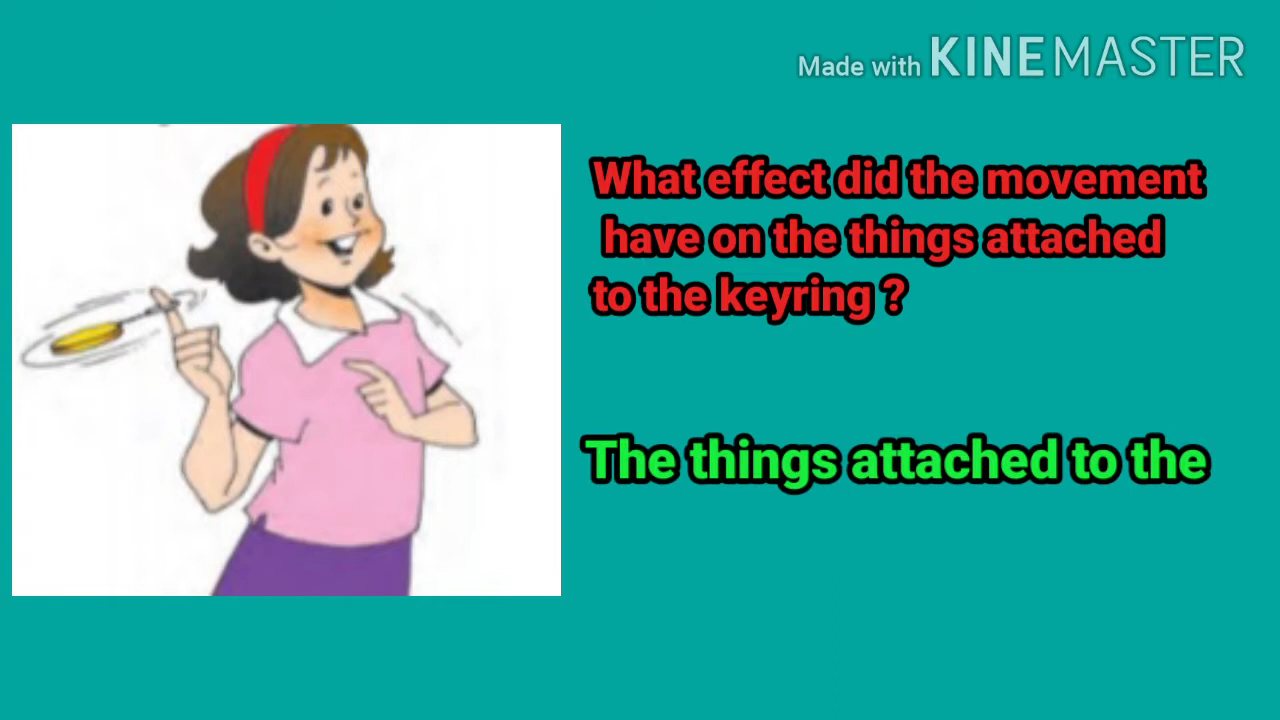 Made with KINEMASTER
What effect did the movement
have on the things attached
to the keyring ?
The things attached to the